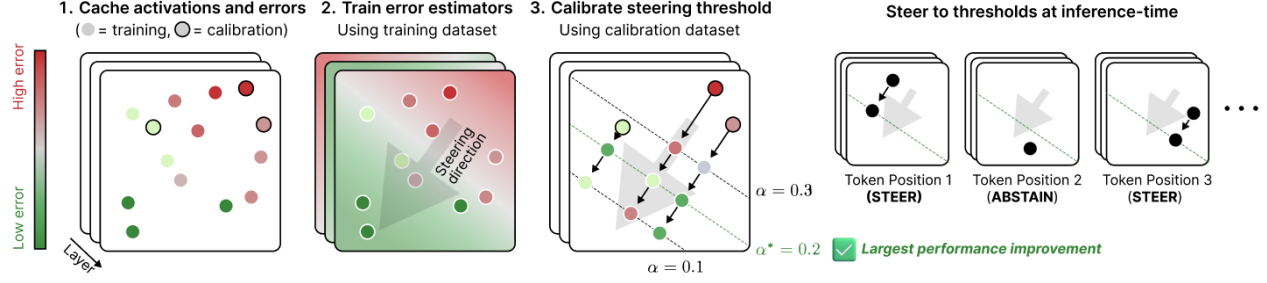 1. Cache activations and errors
( = training, = calibration)
High error
Low error
Layer
2. Train error estimators
Using training dataset
Steering
direction
3. Calibrate steering threshold
Using calibration dataset
α = 0.3
α* = 0.2
α = 0.1
Steer to thresholds at inference-time
Token Position 1
(STEER)
Token Position 2
(ABSTAIN)
Token Position 3
(STEER)
...
Largest performance improvement